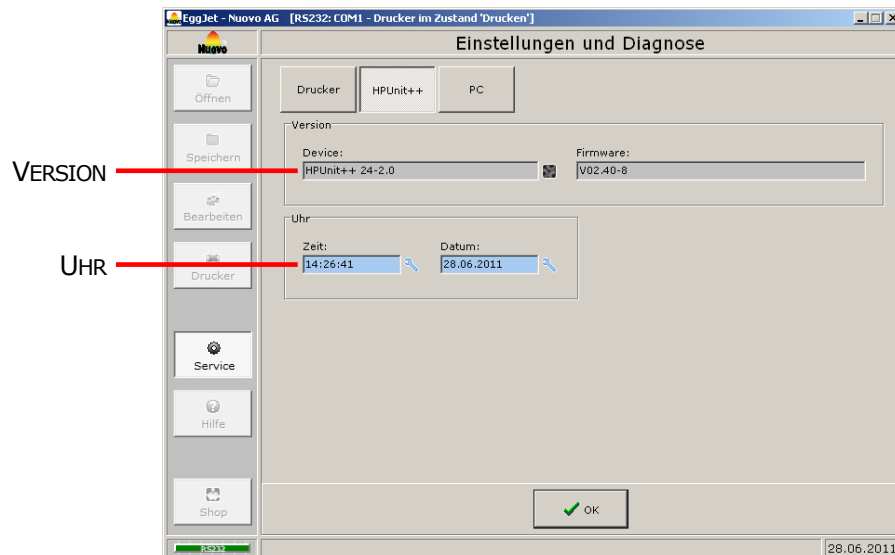 EggJet - Nuovo AG [RS232: COM1 - Drucker im Zustand 'Drucken']
Nuovo
Einstellungen und Diagnose
Öffnen
Speichern
Bearbeiten
Drucker
Service
Hilfe
Shop
Drucker HPUnit++ PC
Version
Device: Firmware:
HPUnit++ 24-2.0 V02.40-8
Uhr
Zeit: Datum:
14:26:41 28.06.2011
OK
RS232
28.06.2011
VERSION
UHR